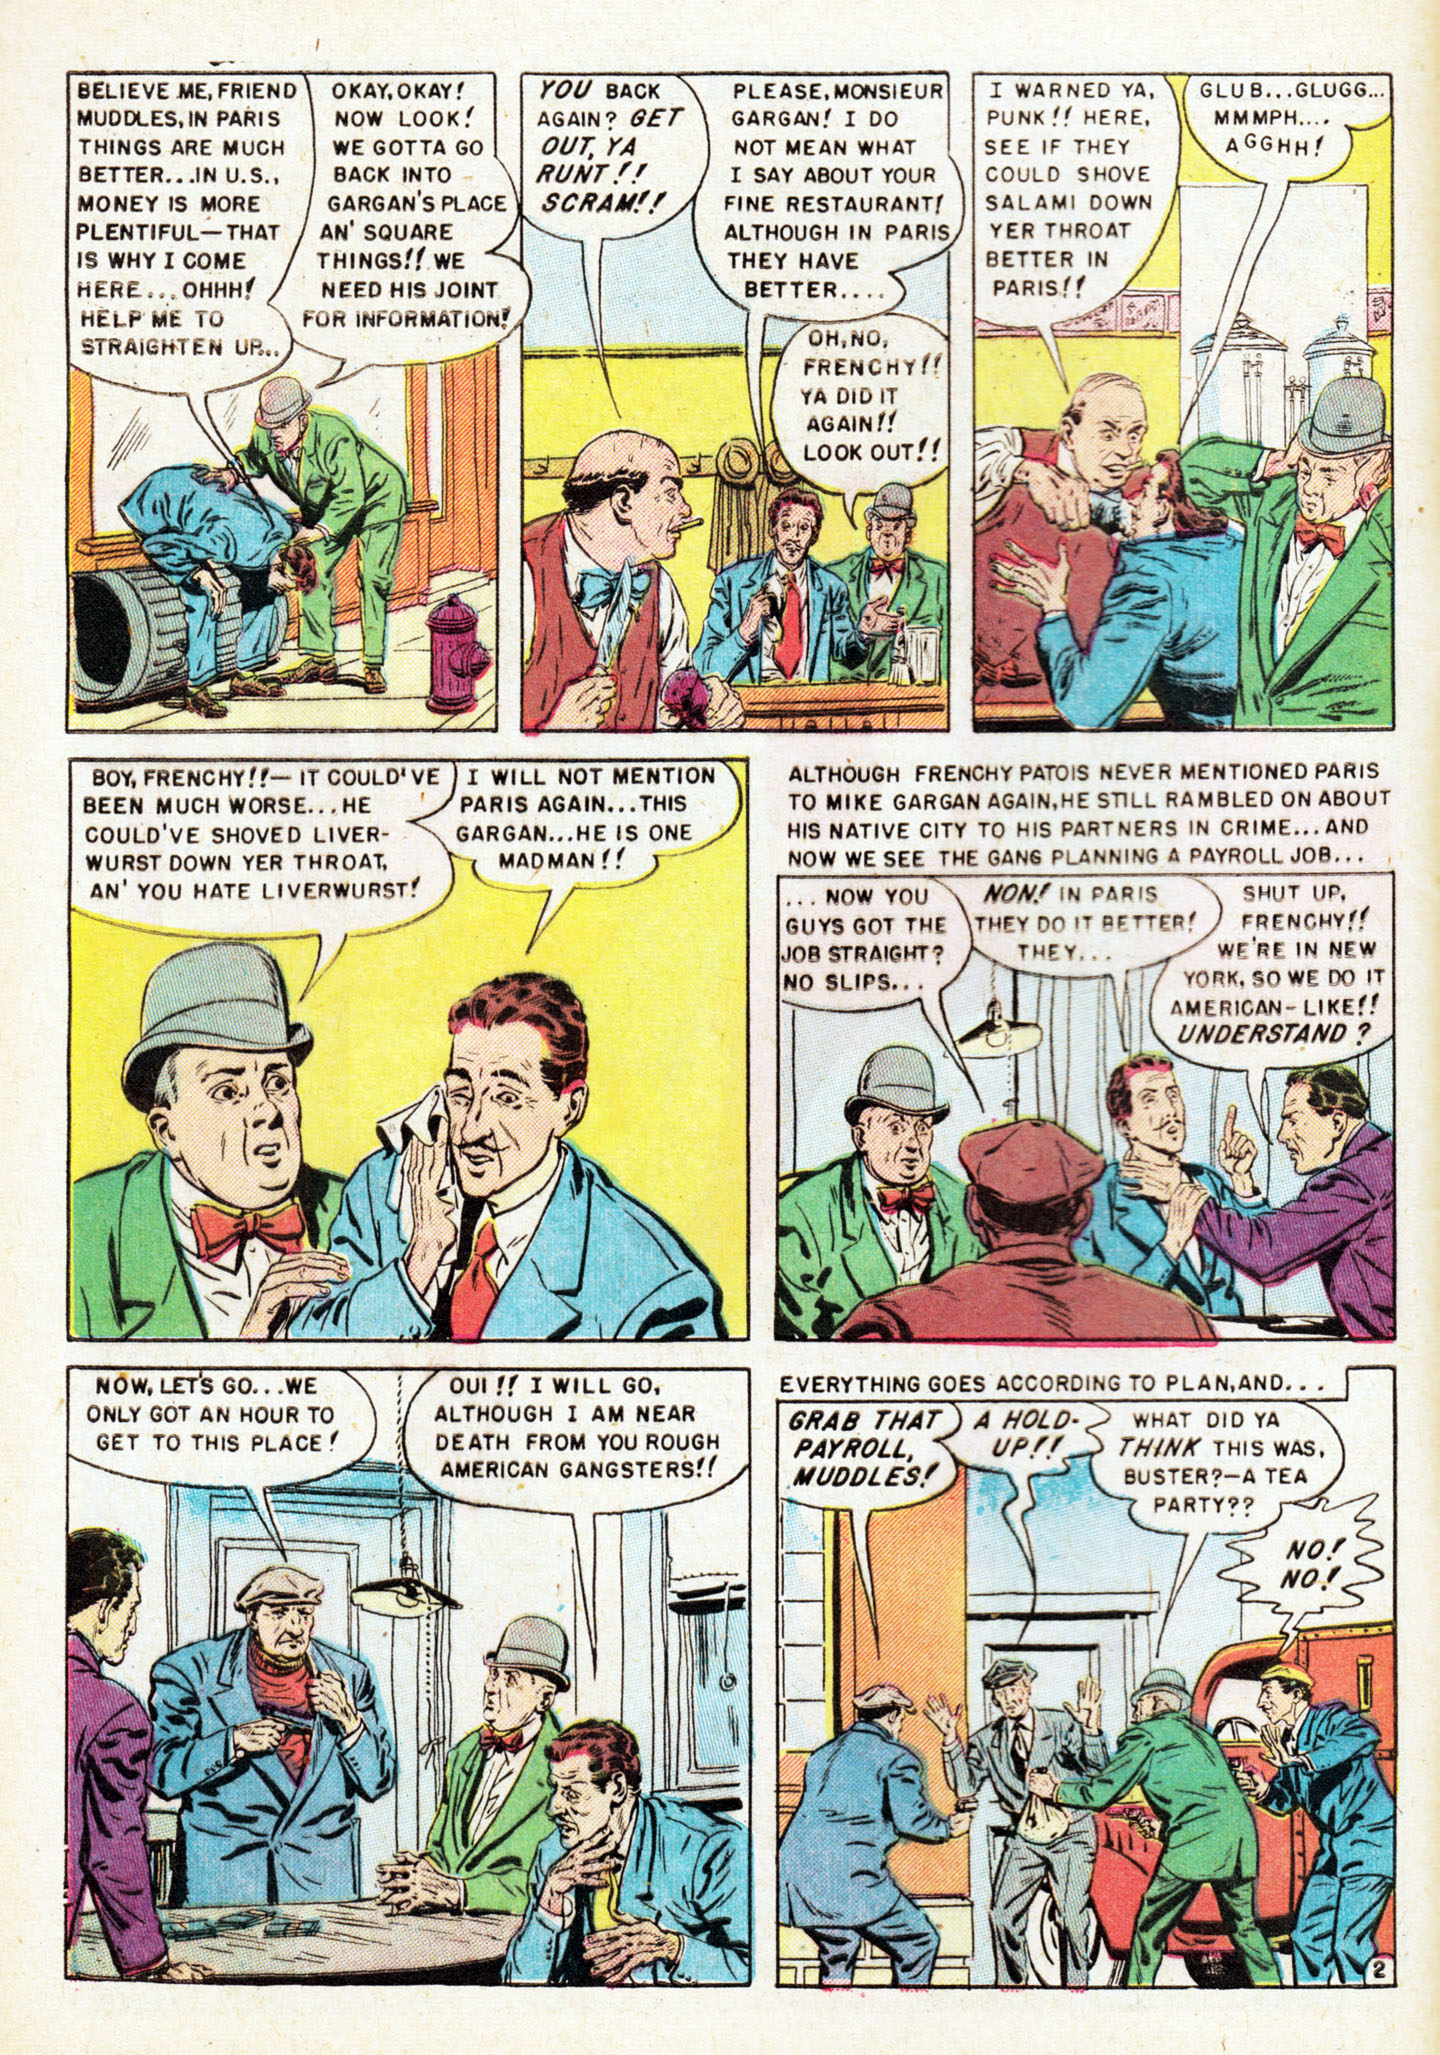 BELIEVE ME, FRIEND
MUDDLES, IN PARIS
THINGS ARE MUCH
BETTER...IN U.S.,
MONEY IS MORE
PLENTIFUL—THAT
IS WHY I COME
HERE...OHHH!
HELP ME TO
STRAIGHTEN UP...
OKAY, OKAY!
NOW LOOK!
WE GOTTA GO
BACK INTO
GARGAN'S PLACE
AN' SQUARE
THINGS!! WE
NEED HIS JOINT
FOR INFORMATION!
YOU BACK
AGAIN? GET
OUT, YA
RUNT!!
SCRAM!!
PLEASE, MONSIEUR
GARGAN! I DO
NOT MEAN WHAT
I SAY ABOUT YOUR
FINE RESTAURANT!
ALTHOUGH IN PARIS
THEY HAVE
BETTER....
OH, NO,
FRENCHY!!
YA DID IT
AGAIN!!
LOOK OUT!!
I WARNED YA,
PUNK!! HERE,
SEE IF THEY
COULD SHOVE
SALAMI DOWN
YER THROAT
BETTER IN
PARIS!!
GLUB...GLUGG...
MMMPH....
AGGHH!
BOY, FRENCHY!!—IT COULD'VE
BEEN MUCH WORSE...HE
COULD'VE SHOVED LIVER-
WURST DOWN YER THROAT,
AN' YOU HATE LIVERWURST!
I WILL NOT MENTION
PARIS AGAIN...THIS
GARGAN...HE IS ONE
MADMAN!!
ALTHOUGH FRENCHY PATOIS NEVER MENTIONED PARIS
TO MIKE GARGAN AGAIN, HE STILL RAMBLED ON ABOUT
HIS NATIVE CITY TO HIS PARTNERS IN CRIME...AND
NOW WE SEE THE GANG PLANNING A PAYROLL JOB...
...NOW YOU
GUYS GOT THE
JOB STRAIGHT?
NO SLIPS...
NON! IN PARIS
THEY DO IT BETTER!
THEY...
SHUT UP,
FRENCHY!!
WE'RE IN NEW
YORK, SO WE DO IT
AMERICAN-LIKE!!
UNDERSTAND?
NOW, LET'S GO...WE
ONLY GOT AN HOUR TO
GET TO THIS PLACE!
OUI!! I WILL GO,
ALTHOUGH I AM NEAR
DEATH FROM YOU ROUGH
AMERICAN GANGSTERS!!
EVERYTHING GOES ACCORDING TO PLAN, AND...
GRAB THAT
PAYROLL,
MUDDLES!
A HOLD-
UP!!
WHAT DID YA
THINK THIS WAS,
BUSTER?—A TEA
PARTY??
NO!
NO!
2